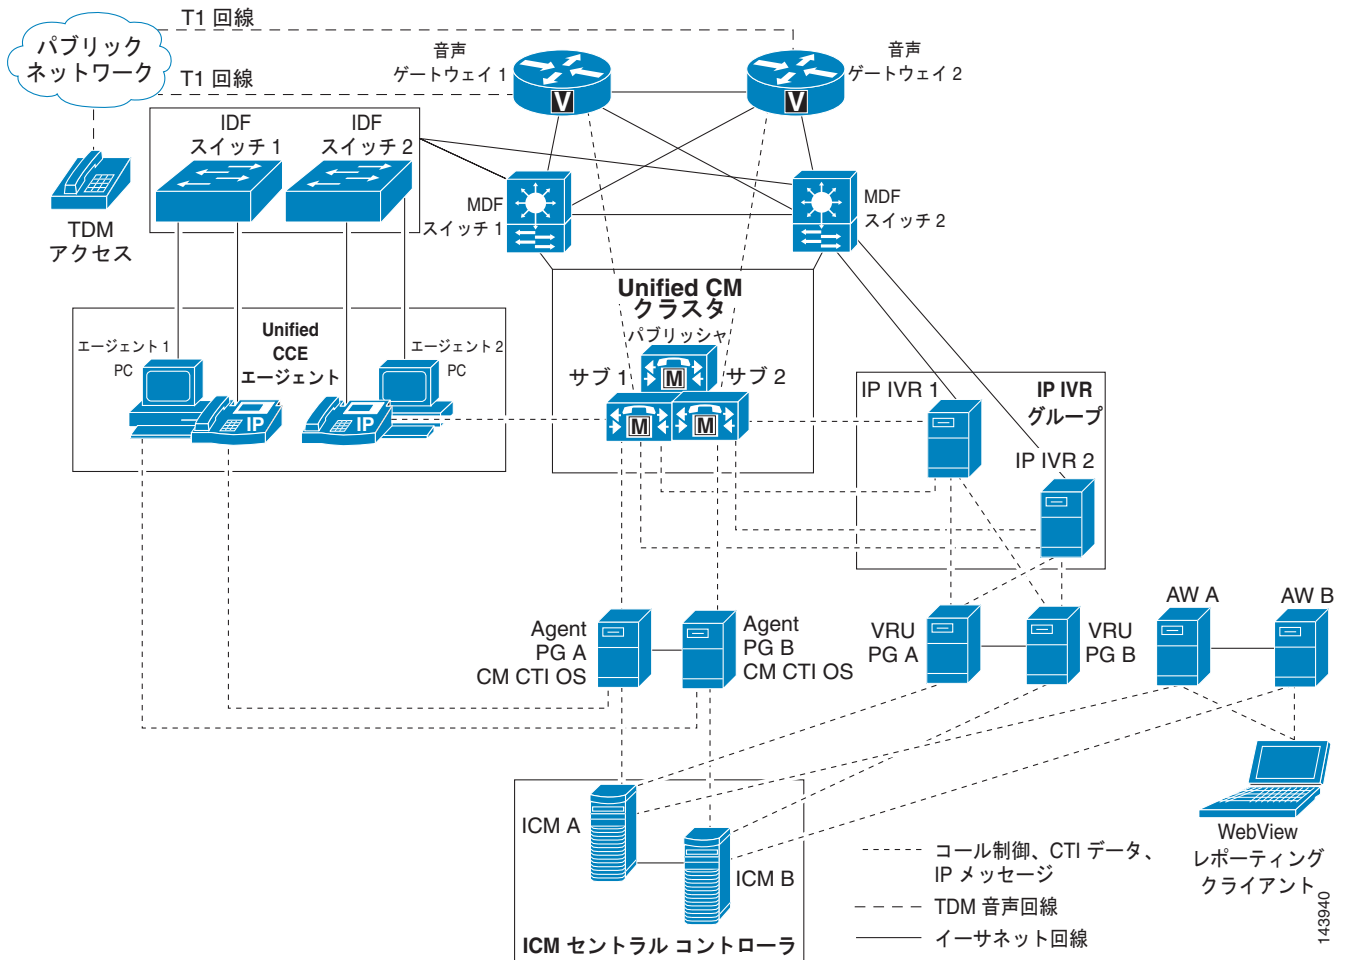 T1 回線
パブリック
ネットワーク
T1 回線
音声
ゲートウェイ 1
音声
ゲートウェイ 2
V
V
IDF
スイッチ 1
IDF
スイッチ 2
TDM
アクセス
MDF
スイッチ 1
MDF
スイッチ 2
Unified CM
クラスタ
パブリッシャ
サブ 1
サブ 2
M
M
M
エージェント 1
PC
Unified
CCE
エージェント
エージェント 2
PC
IP
IP
IP IVR 1
IP IVR
グループ
IP IVR 2
Agent
PG A
CM CTI OS
Agent
PG B
CM CTI OS
VRU
PG A
VRU
PG B
AW A
AW B
ICM A
ICM B
ICM セントラル コントローラ
WebView
レポーティング
クライアント
コール制御、CTI データ、
IP メッセージ
TDM 音声回線
イーサネット回線
143940